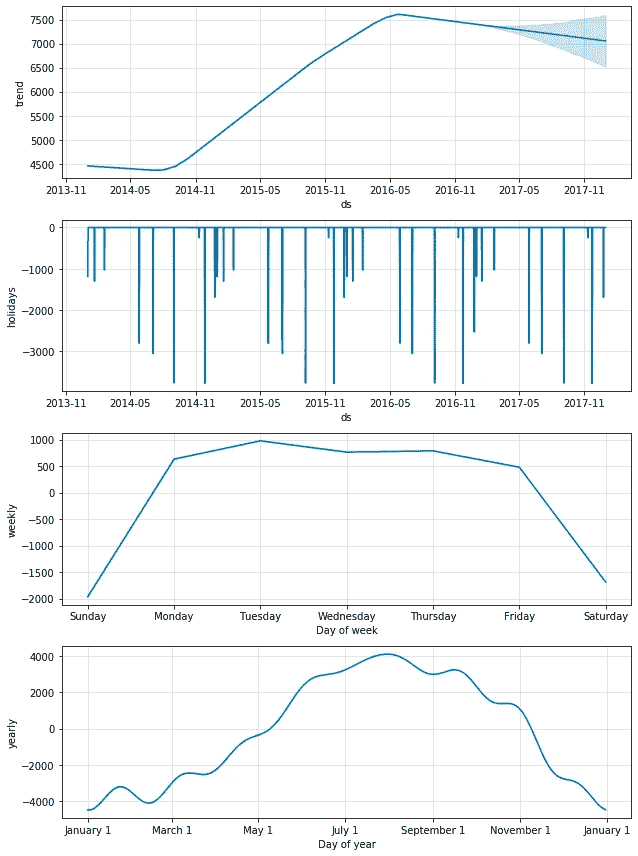 7500
7000
6500
6000
5500
5000
4500
trend
2013-11 2014-05 2014-11 2015-05 2015-11 2016-05 2016-11 2017-05 2017-11
ds
0
−1000
−2000
−3000
holidays
2013-11 2014-05 2014-11 2015-05 2015-11 2016-05 2016-11 2017-05 2017-11
ds
1000
500
0
−500
−1000
−1500
−2000
weekly
Sunday Monday Tuesday Wednesday Thursday Friday Saturday
Day of week
4000
2000
0
−2000
−4000
yearly
January 1 March 1 May 1 July 1 September 1 November 1 January 1
Day of year